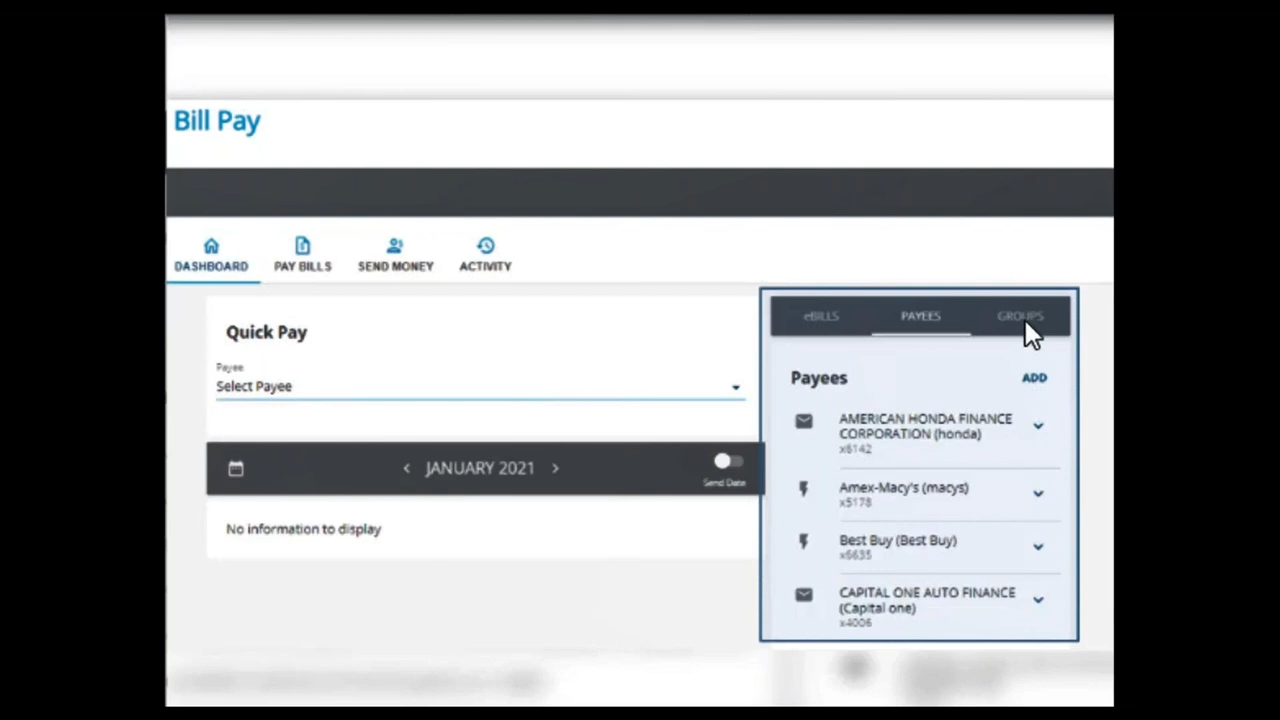 Bill Pay
DASHBOARD
PAY BILLS
SEND MONEY
ACTIVITY
Quick Pay
Payee
Select Payee
JANUARY 2021
Send Date
No information to display
eBILLS
PAYEES
GROUPS
Payees
ADD
AMERICAN HONDA FINANCE
CORPORATION (honda)
x6142
Amex-Macy's (macys)
x5178
Best Buy (Best Buy)
x6635
CAPITAL ONE AUTO FINANCE
(Capital one)
x4006